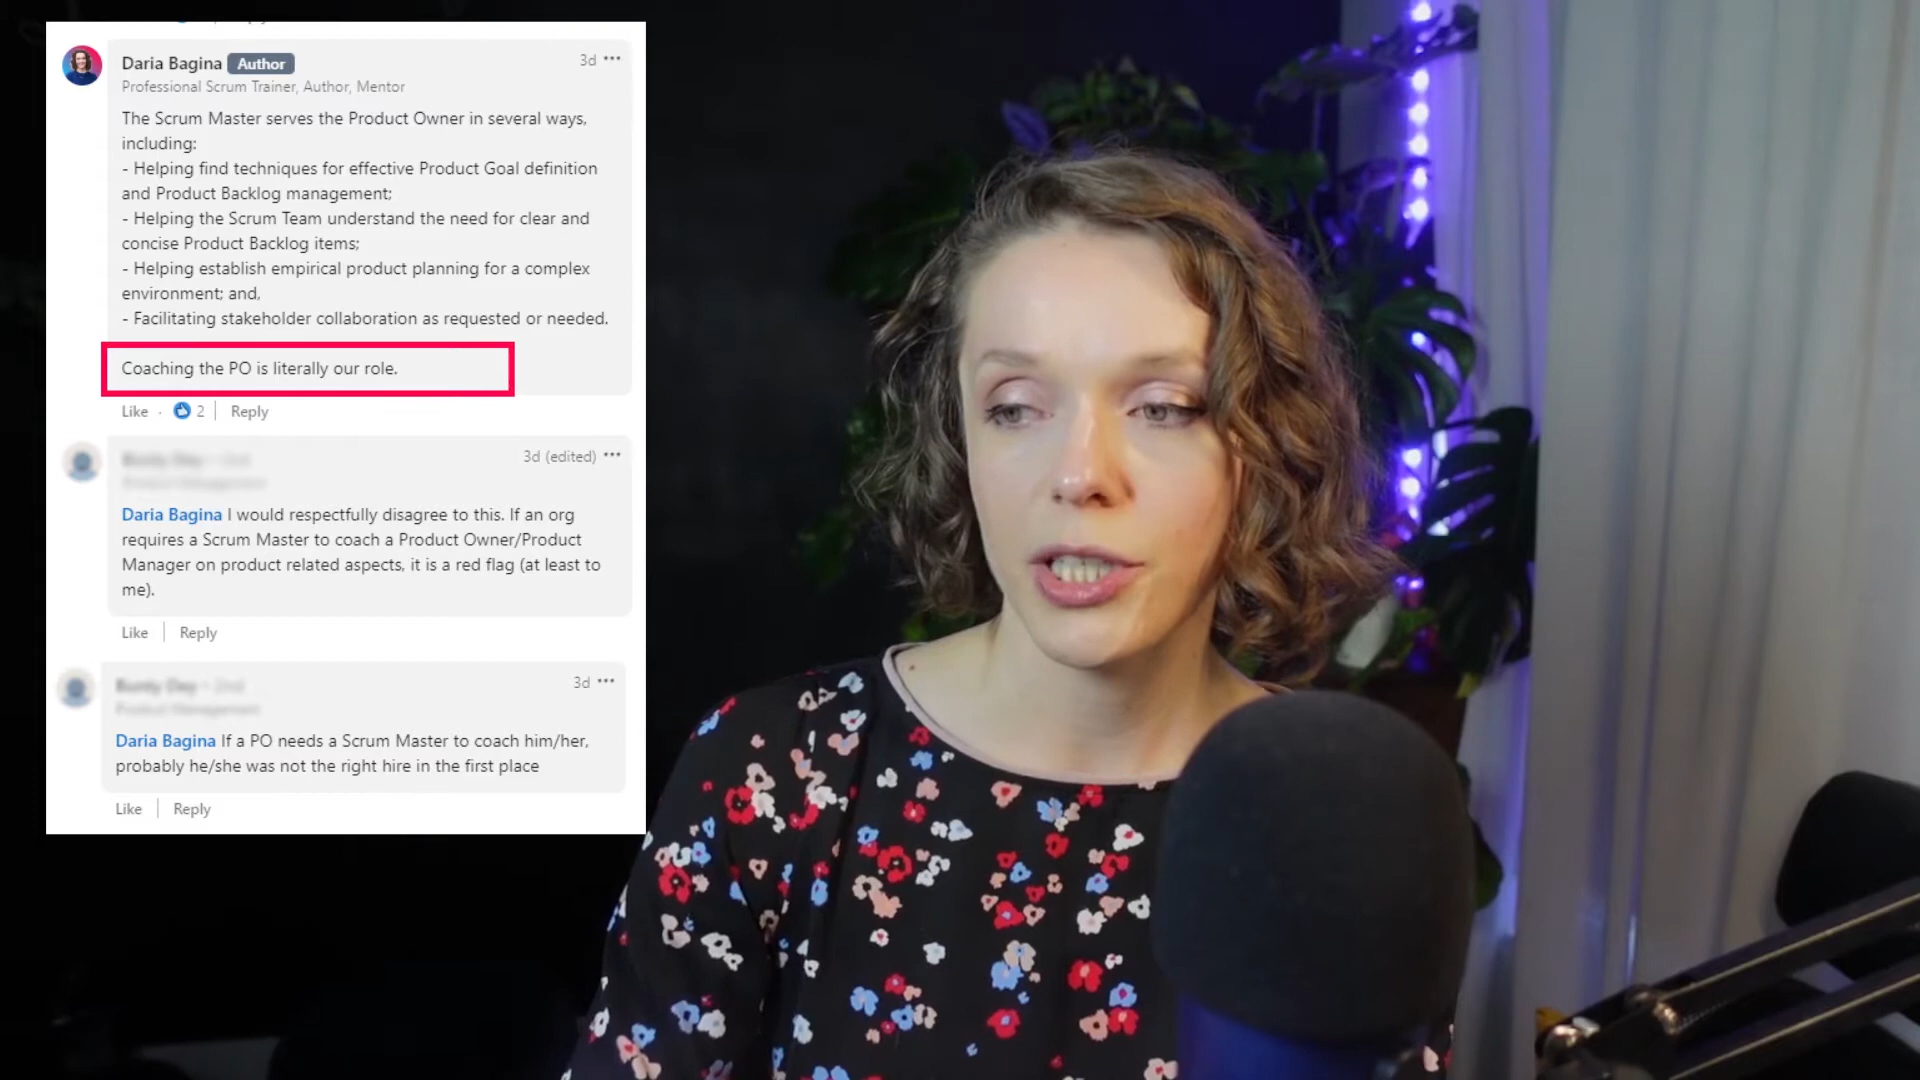 Daria Bagina Author
3d
Professional Scrum Trainer, Author, Mentor
The Scrum Master serves the Product Owner in several ways,
including:
- Helping find techniques for effective Product Goal definition
and Product Backlog management;
- Helping the Scrum Team understand the need for clear and
concise Product Backlog items;
- Helping establish empirical product planning for a complex
environment; and,
- Facilitating stakeholder collaboration as requested or needed.
Coaching the PO is literally our role.
Like · 2 Reply
3d (edited)
Daria Bagina I would respectfully disagree to this. If an org
requires a Scrum Master to coach a Product Owner/Product
Manager on product related aspects, it is a red flag (at least to
me).
Like Reply
3d
Daria Bagina If a PO needs a Scrum Master to coach him/her,
probably he/she was not the right hire in the first place
Like Reply